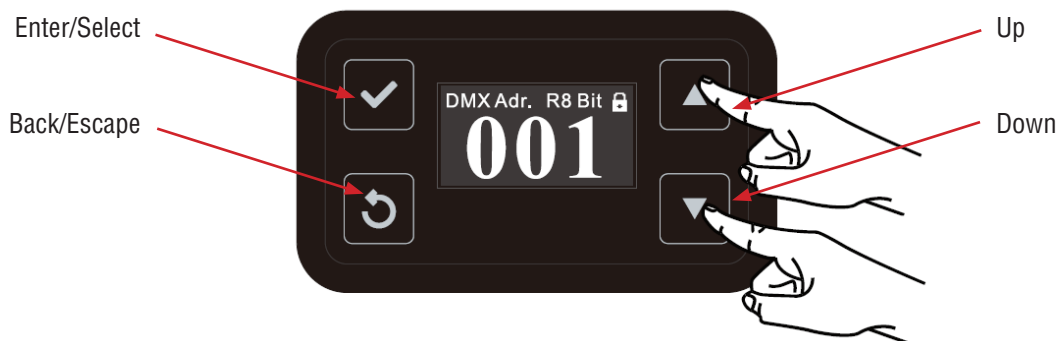 Enter/Select
Up
DMX Adr. R8 Bit
Back/Escape
001
Down